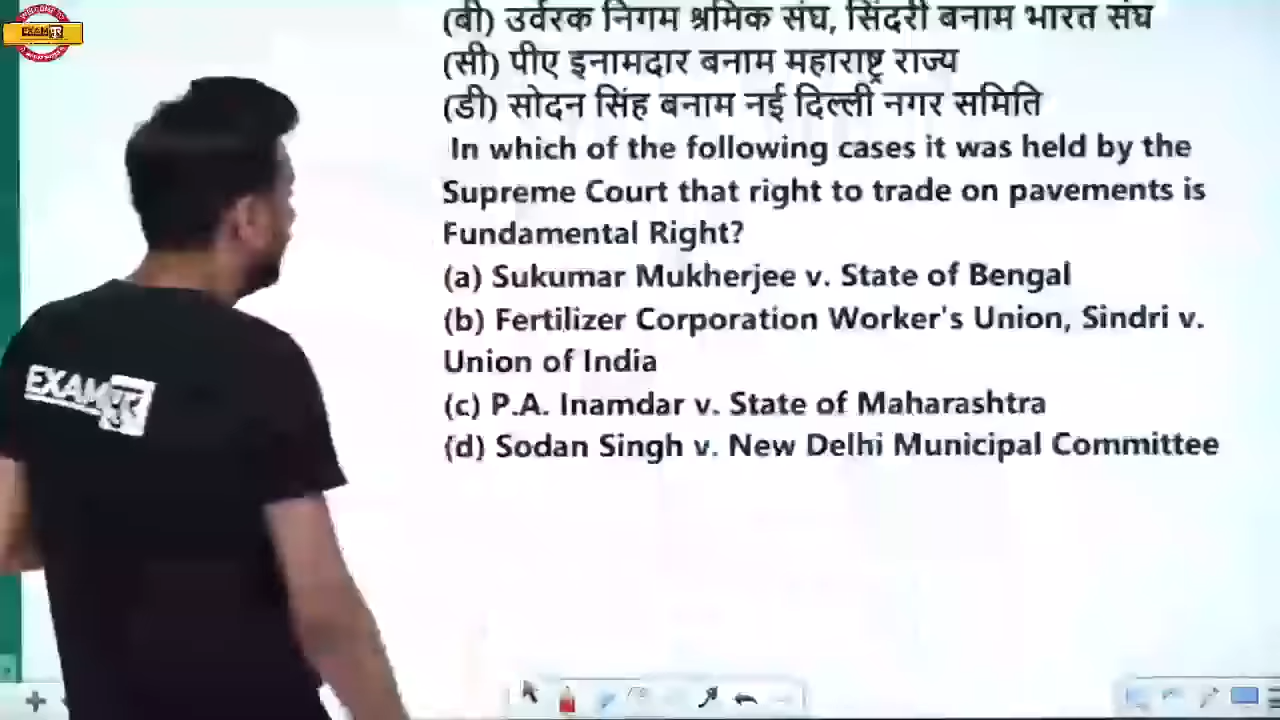 WELCOME TO
EXAM
(बी) उर्वरक निगम श्रमिक संघ, सिंदरी बनाम भारत संघ
(सी) पीए इनामदार बनाम महाराष्ट्र राज्य
(डी) सोदन सिंह बनाम नई दिल्ली नगर समिति
In which of the following cases it was held by the
Supreme Court that right to trade on pavements is
Fundamental Right?
(a) Sukumar Mukherjee v. State of Bengal
(b) Fertilizer Corporation Worker's Union, Sindri v.
Union of India
(c) P.A. Inamdar v. State of Maharashtra
(d) Sodan Singh v. New Delhi Municipal Committee
EXAM